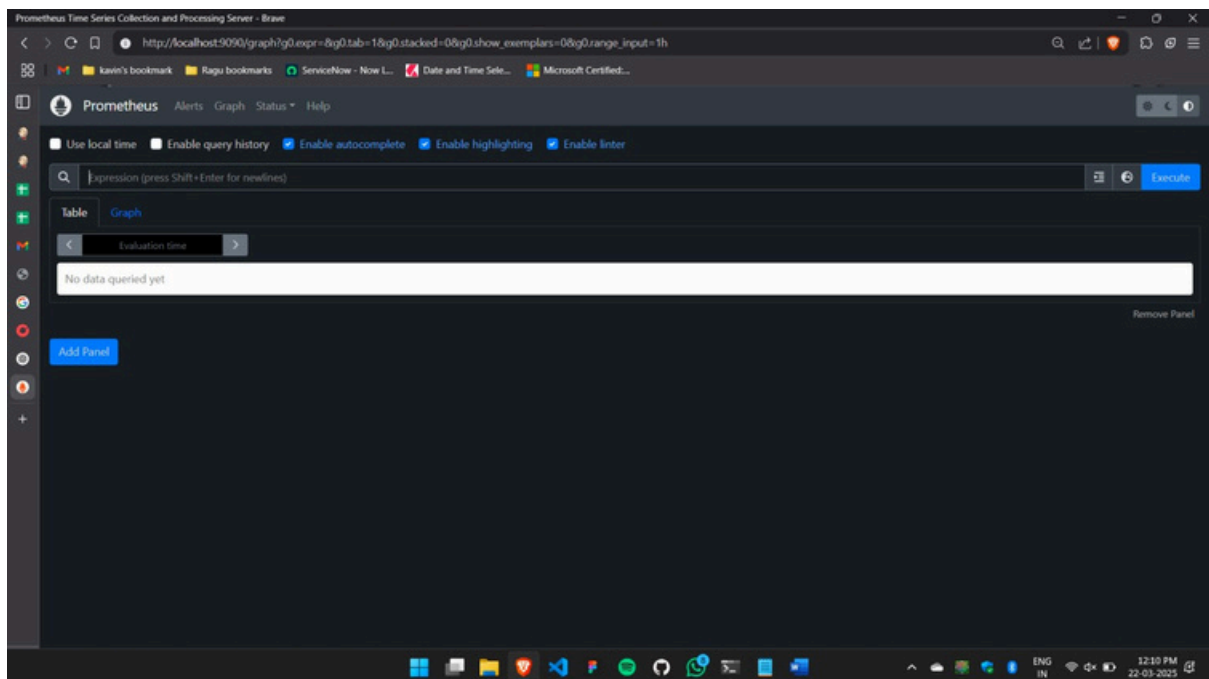 Prometheus Time Series Collection and Processing Server - Brave
http://localhost:9090/graph?g0.expr=&g0.tab=1&g0.stacked=0&g0.show_exemplars=0&g0.range_input=1h
kavin's bookmark Ragu bookmarks ServiceNow - Now L... Date and Time Sele... Microsoft Certified:...
Prometheus Alerts Graph Status Help
Use local time Enable query history Enable autocomplete Enable highlighting Enable linter
Expression (press Shift+Enter for newlines) Execute
Table Graph
Evaluation time
No data queried yet
Remove Panel
Add Panel
ENG 12:10 PM
IN 22-03-2025